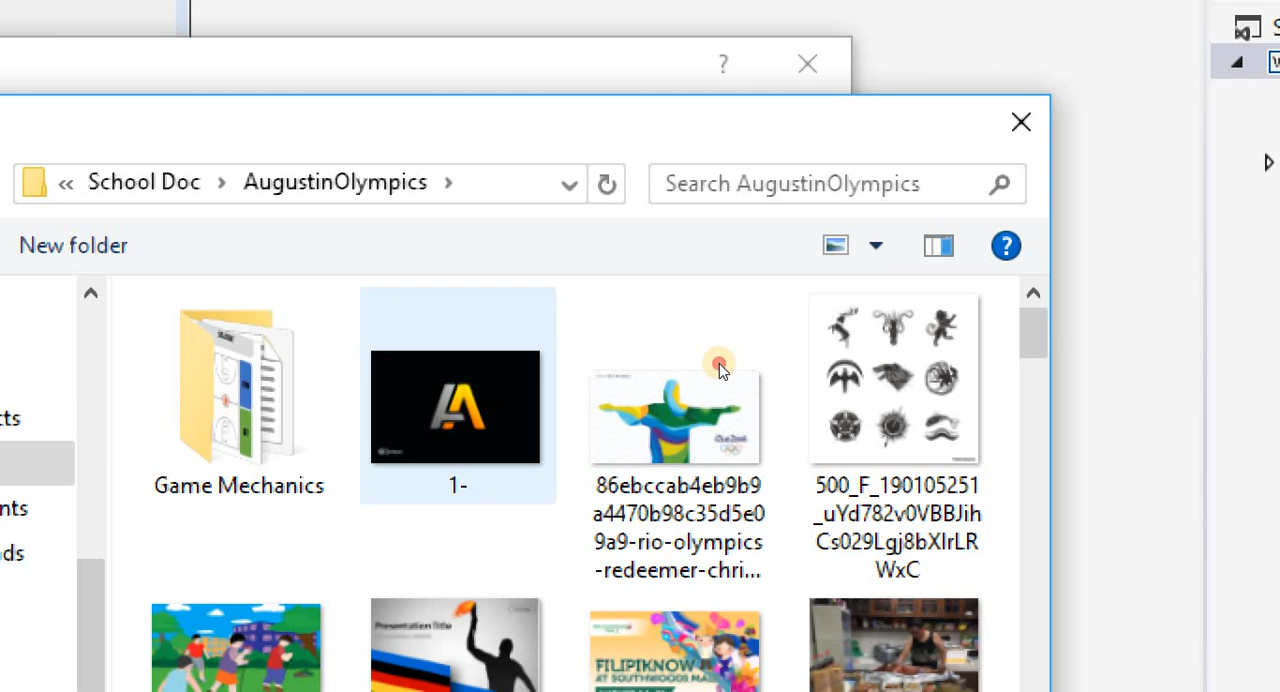 ?
« School Doc > AugustinOlympics >
Search AugustinOlympics
New folder
?
cts
nts
ds
Game Mechanics
1-
86ebccab4eb9b9
a4470b98c35d5e0
9a9-rio-olympics
-redeemer-chri...
500_F_190105251
_uYd782v0VBBJih
Cs029Lgj8bXIrLR
WxC
Presentation Title
FILIPIKNOW
AT SOUTHWOODS MA